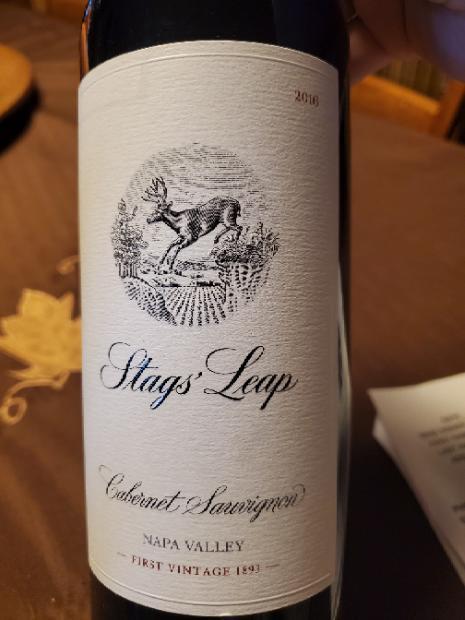 2016
Stags' Leap
Cabernet Sauvignon
NAPA VALLEY
— FIRST VINTAGE 1893 —